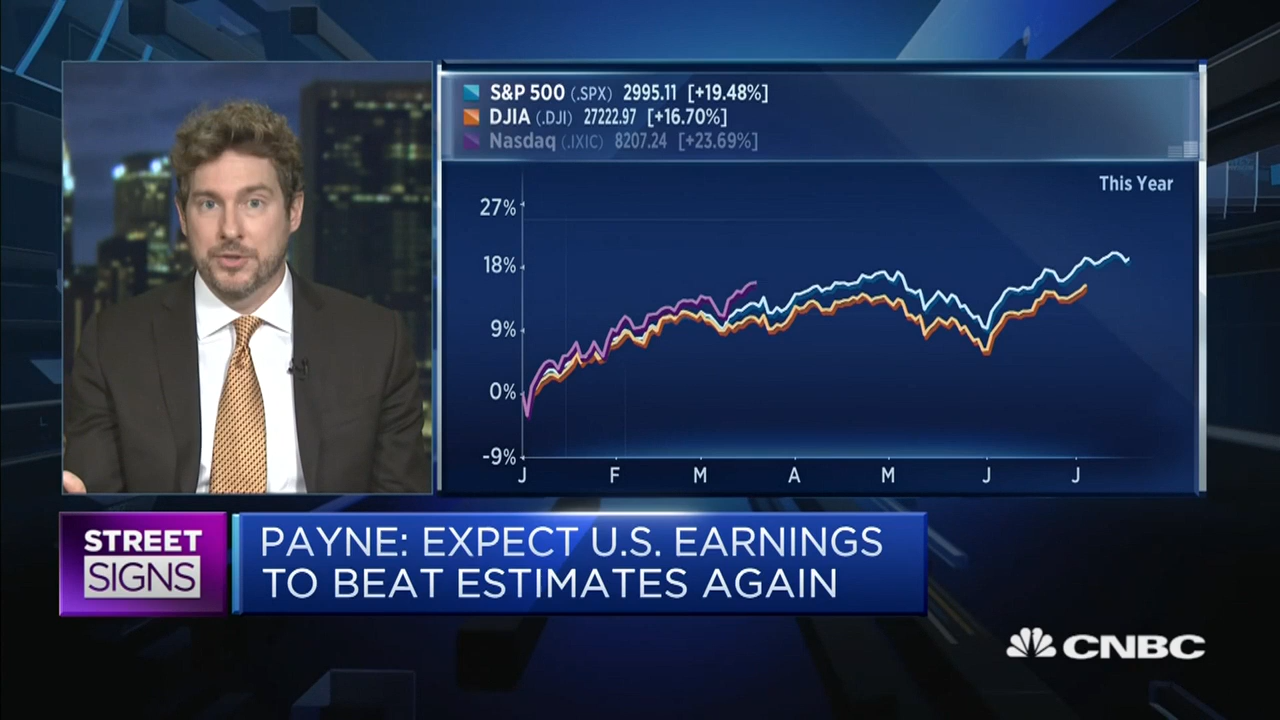 S&P 500 (.SPX) 2995.11 [+19.48%]
DJIA (.DJI) 27222.97 [+16.70%]
Nasdaq (.IXIC) 8207.24 [+23.69%]
This Year
27%
18%
9%
0%
-9%
J F M A M J J
STREET
SIGNS
PAYNE: EXPECT U.S. EARNINGS
TO BEAT ESTIMATES AGAIN
CNBC